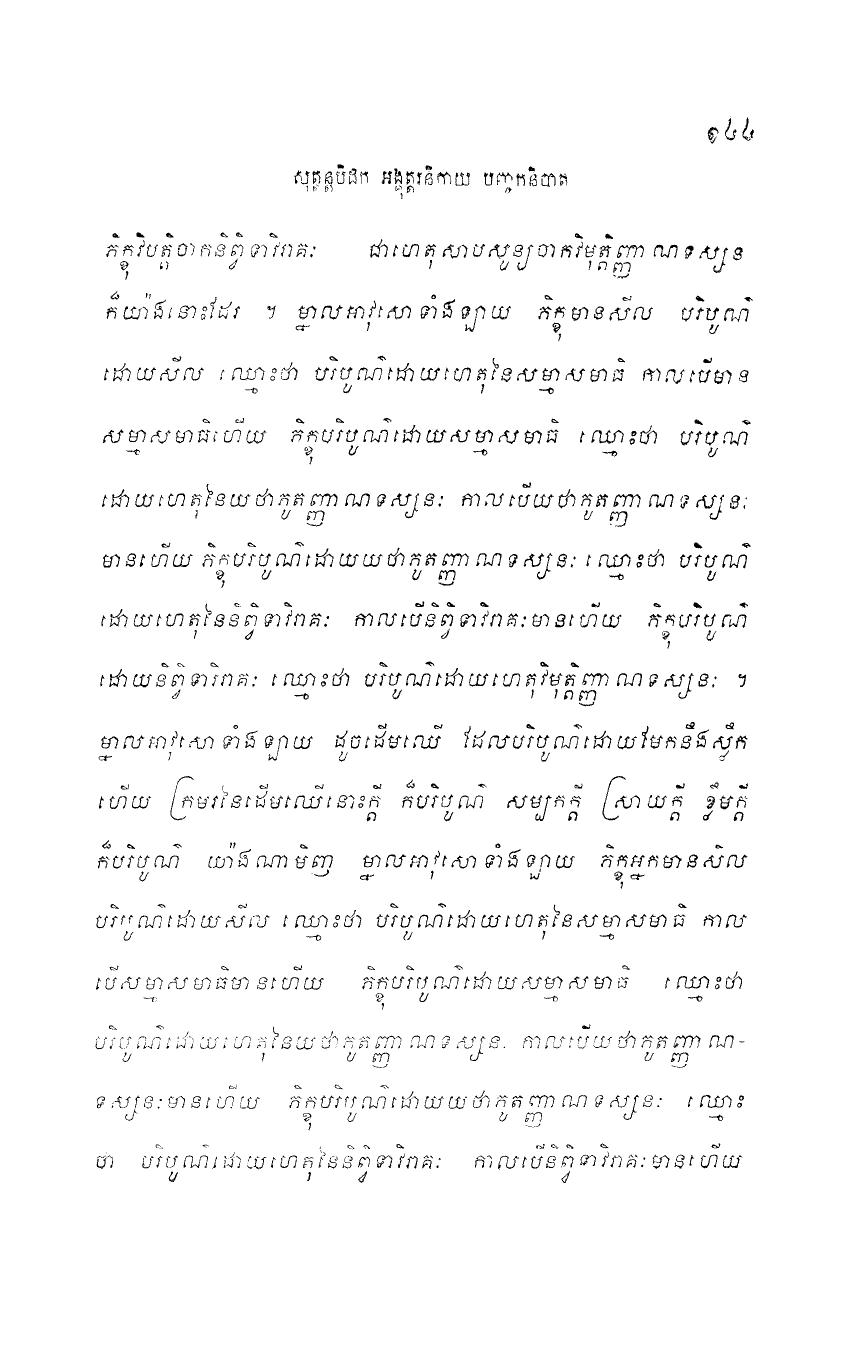 ១៤៤
សុត្តន្តបិដក អង្គុត្តរនិកាយ បញ្ចកនិបាត
ភិក្ខុវិបត្តិចាកនិព្វិទាវិរាគៈ ជាហេតុសាបសូន្យចាកវិមុត្តិញ្ញាណទស្សន
ក៏យ៉ាងនោះដែរ ។ ម្នាលអាវុសោទាំងឡាយ ភិក្ខុមានសីល បរិបូណ៌
ដោយសីល ឈ្មោះថា បរិបូណ៌ដោយហេតុនៃសម្មាសមាធិ កាលបើមាន
សម្មាសមាធិហើយ ភិក្ខុបរិបូណ៌ដោយសម្មាសមាធិ ឈ្មោះថា បរិបូណ៌
ដោយហេតុនៃយថាភូតញ្ញាណទស្សនៈ កាលបើយថាភូតញ្ញាណទស្សនៈ
មានហើយ ភិក្ខុបរិបូណ៌ដោយយថាភូតញ្ញាណទស្សនៈ ឈ្មោះថា បរិបូណ៌
ដោយហេតុនៃនិព្វិទាវិរាគៈ កាលបើនិព្វិទាវិរាគៈមានហើយ ភិក្ខុបរិបូណ៌
ដោយនិព្វិទាវិរាគៈ ឈ្មោះថា បរិបូណ៌ដោយហេតុវិមុត្តិញ្ញាណទស្សនៈ ។
ម្នាលអាវុសោទាំងឡាយ ដូចដើមឈើ ដែលបរិបូណ៌ដោយមែកនឹងស្លឹក
ហើយ ក្រមរនៃដើមឈើនោះក្តី ក៏បរិបូណ៌ សម្បកក្តី ស្រាយក្តី ខ្លឹមក្តី
ក៏បរិបូណ៌ យ៉ាងណាមិញ ម្នាលអាវុសោទាំងឡាយ ភិក្ខុអ្នកមានសីល
បរិបូណ៌ដោយសីល ឈ្មោះថា បរិបូណ៌ដោយហេតុនៃសម្មាសមាធិ កាល
បើសម្មាសមាធិមានហើយ ភិក្ខុបរិបូណ៌ដោយសម្មាសមាធិ ឈ្មោះថា
បរិបូណ៌ដោយហេតុនៃយថាភូតញ្ញាណទស្សនៈ កាលបើយថាភូតញ្ញាណ-
ទស្សនៈមានហើយ ភិក្ខុបរិបូណ៌ដោយយថាភូតញ្ញាណទស្សនៈ ឈ្មោះ
ថា បរិបូណ៌ដោយហេតុនៃនិព្វិទាវិរាគៈ កាលបើនិព្វិទាវិរាគៈមានហើយ